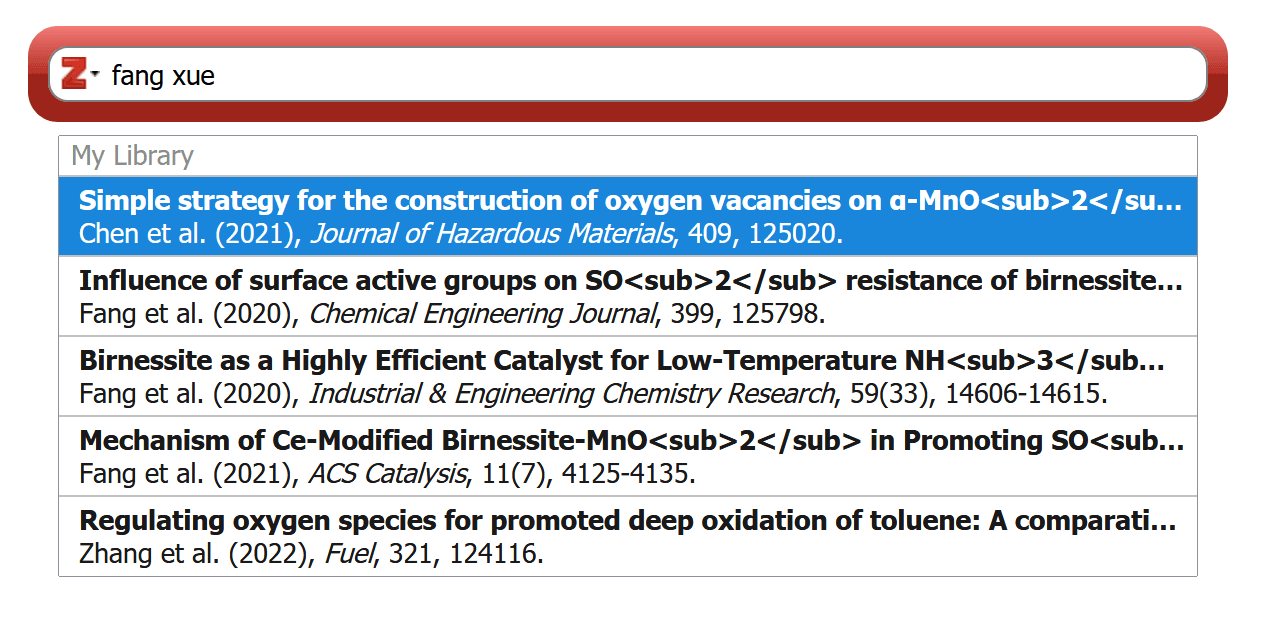 Z fang xue
My Library
Simple strategy for the construction of oxygen vacancies on α-MnO<sub>2</su...
Chen et al. (2021), Journal of Hazardous Materials, 409, 125020.
Influence of surface active groups on SO<sub>2</sub> resistance of birnessite...
Fang et al. (2020), Chemical Engineering Journal, 399, 125798.
Birnessite as a Highly Efficient Catalyst for Low-Temperature NH<sub>3</sub...
Fang et al. (2020), Industrial & Engineering Chemistry Research, 59(33), 14606-14615.
Mechanism of Ce-Modified Birnessite-MnO<sub>2</sub> in Promoting SO<sub...
Fang et al. (2021), ACS Catalysis, 11(7), 4125-4135.
Regulating oxygen species for promoted deep oxidation of toluene: A comparati...
Zhang et al. (2022), Fuel, 321, 124116.